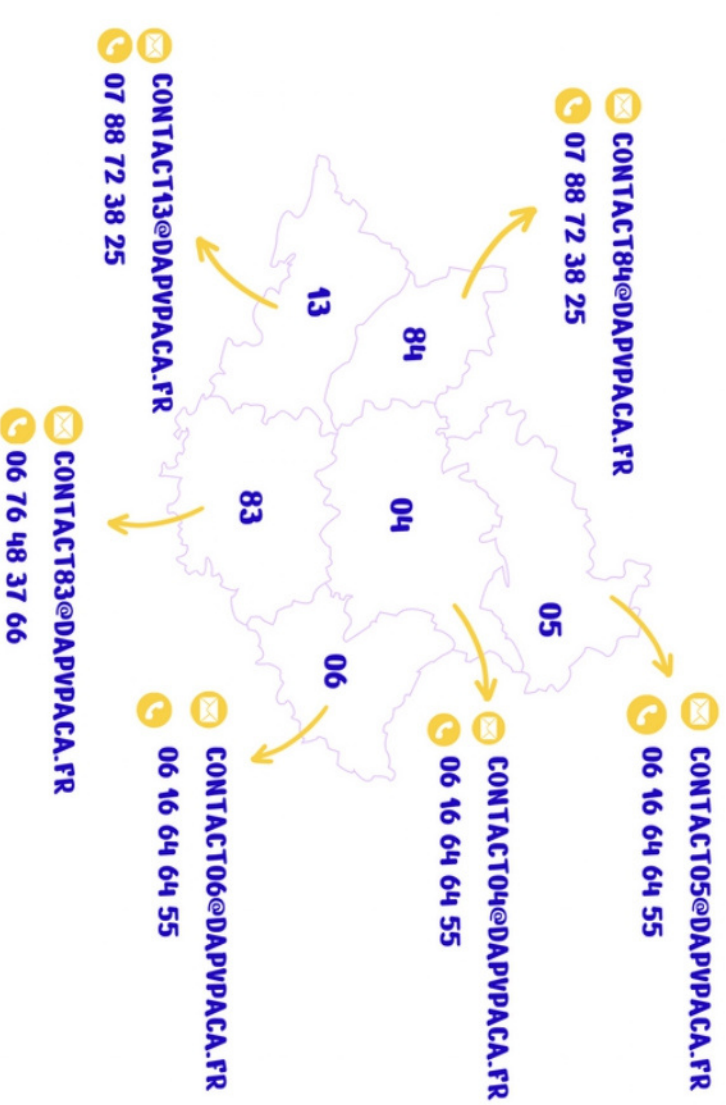 CONTACT05@DAPVPACA.FR
06 16 64 64 55
CONTACT84@DAPVPACA.FR
07 88 72 38 25
05
CONTACT04@DAPVPACA.FR
06 16 64 64 55
84
04
13
06
83
CONTACT13@DAPVPACA.FR
07 88 72 38 25
CONTACT06@DAPVPACA.FR
06 16 64 64 55
CONTACT83@DAPVPACA.FR
06 76 48 37 66